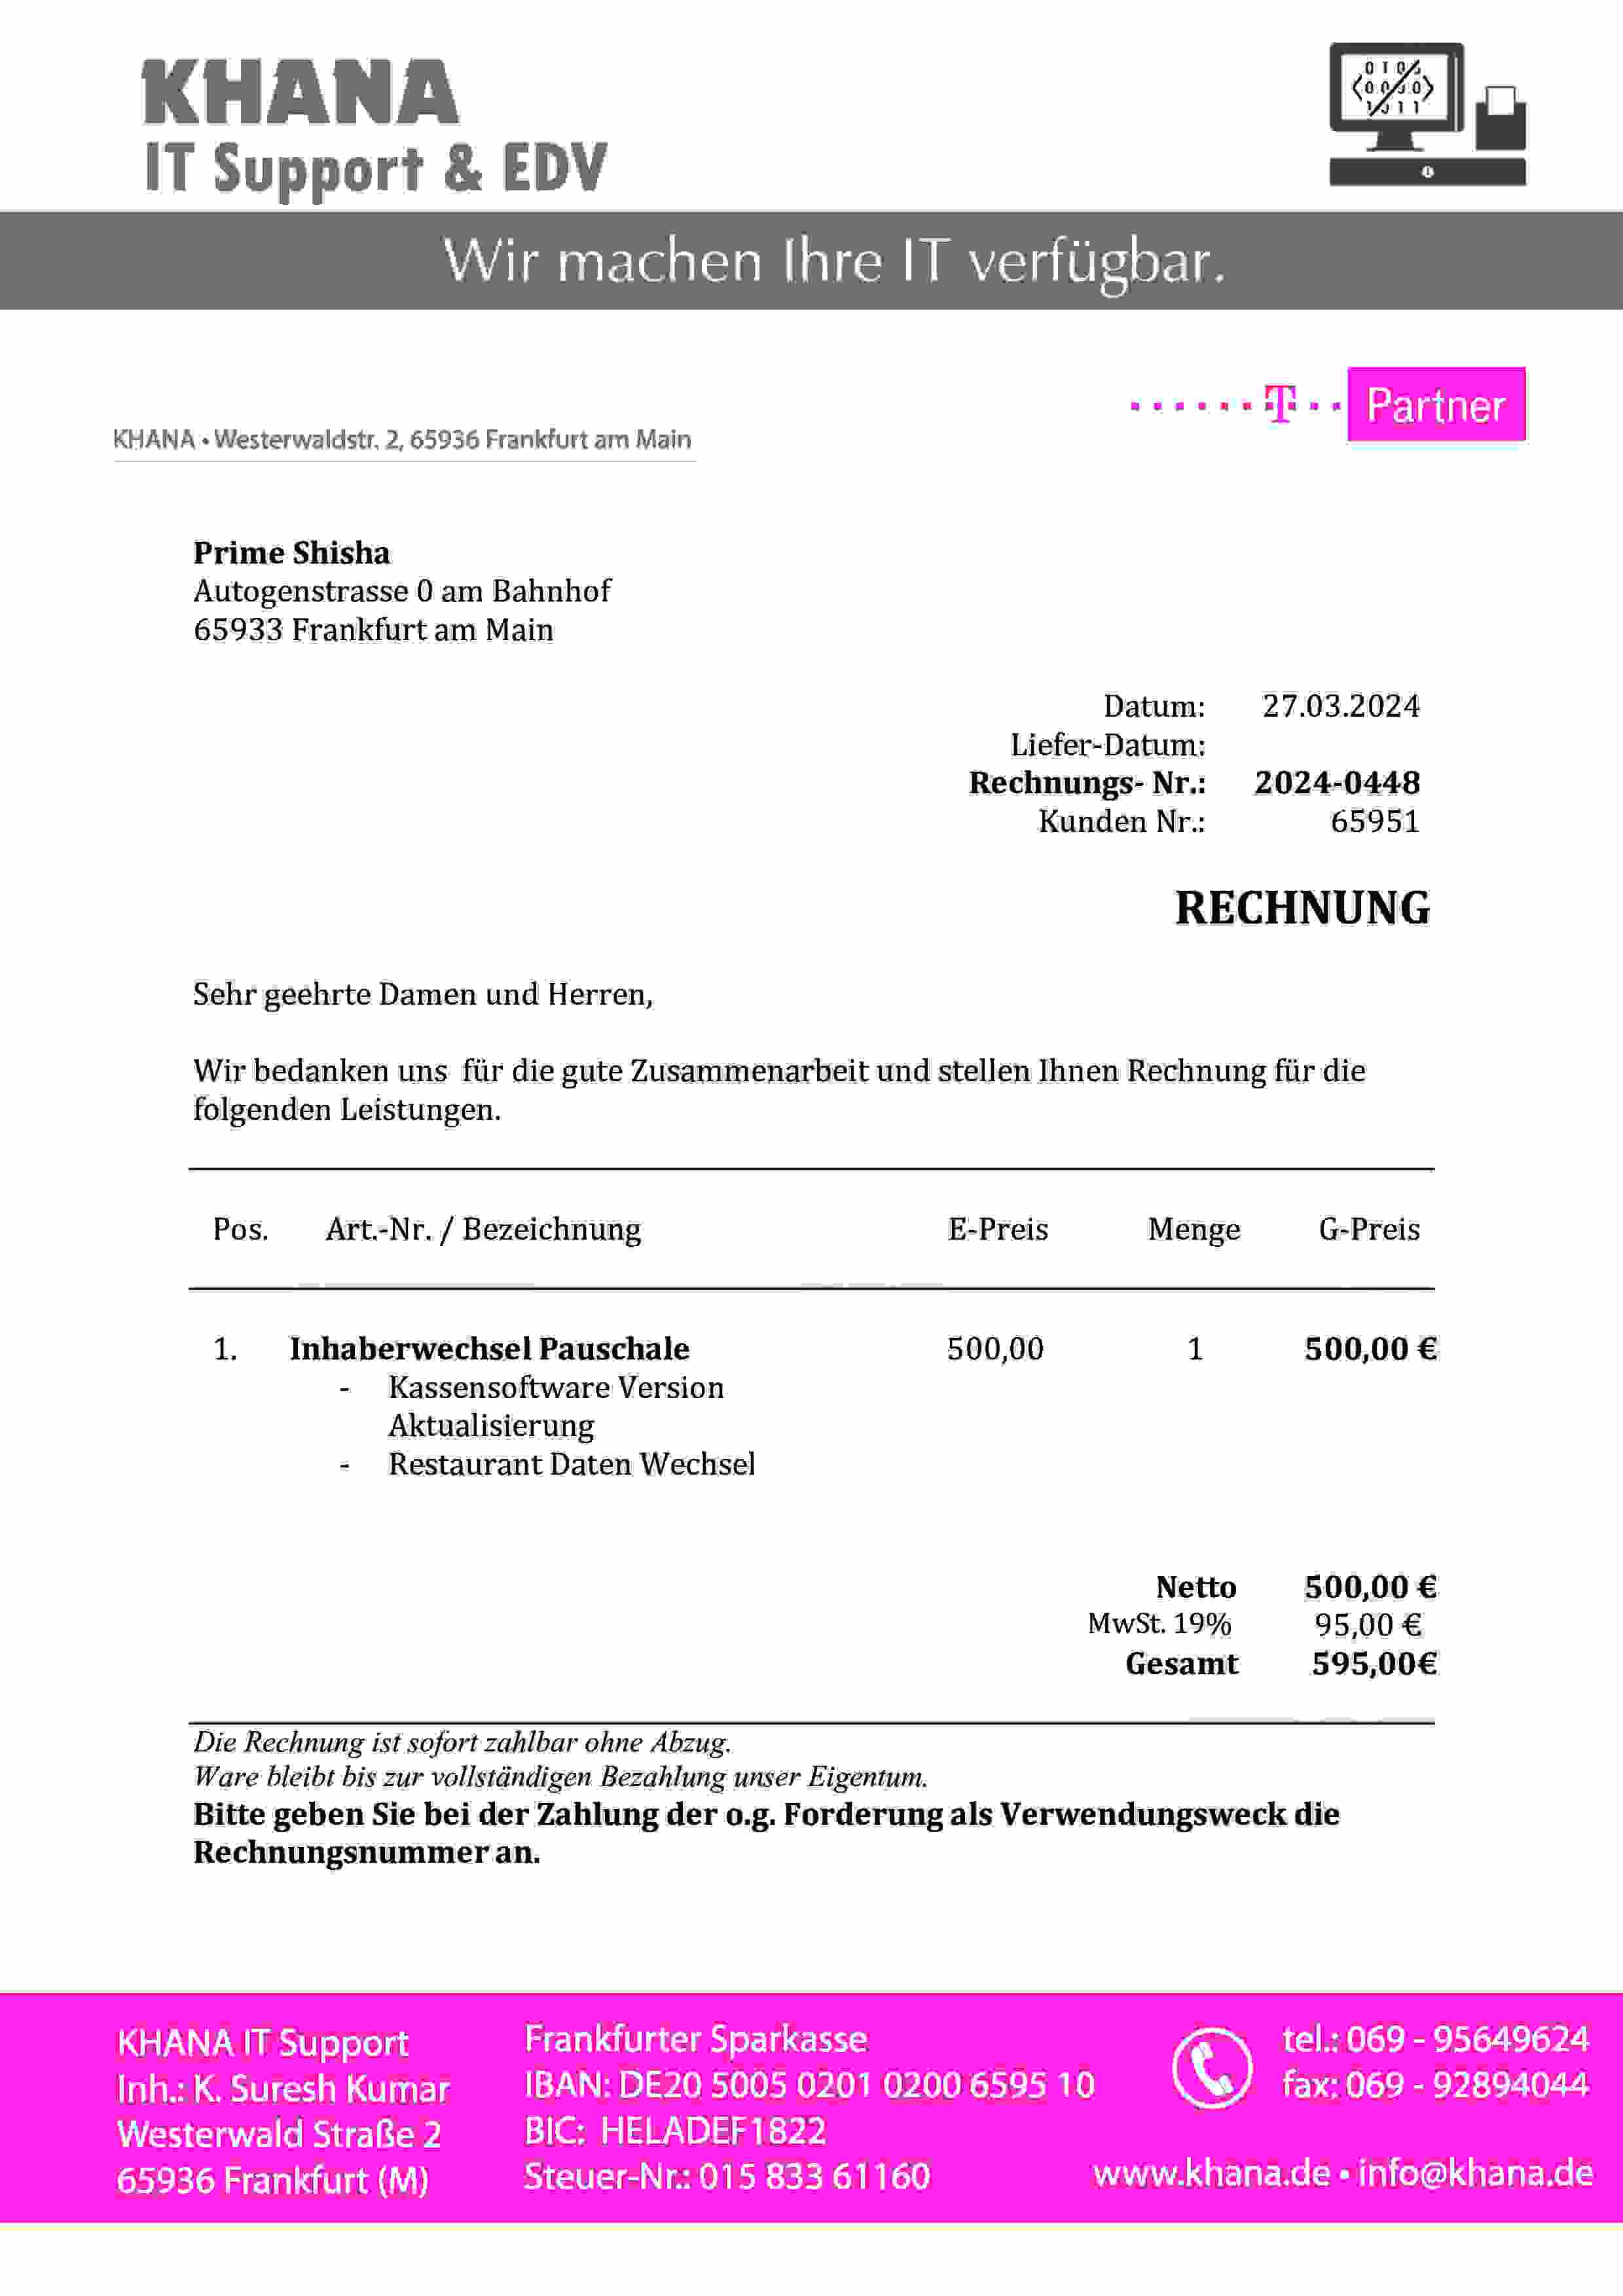 KHANA
IT Support & EDV
Wir machen Ihre IT verfügbar.
T Partner
KHANA • Westerwaldstr. 2, 65936 Frankfurt am Main
Prime Shisha
Autogenstrasse 0 am Bahnhof
65933 Frankfurt am Main
Datum: 27.03.2024
Liefer-Datum:
Rechnungs- Nr.: 2024-0448
Kunden Nr.: 65951
RECHNUNG
Sehr geehrte Damen und Herren,
Wir bedanken uns für die gute Zusammenarbeit und stellen Ihnen Rechnung für die
folgenden Leistungen.
Pos. Art.-Nr. / Bezeichnung E-Preis Menge G-Preis
1. Inhaberwechsel Pauschale 500,00 1 500,00 €
- Kassensoftware Version
Aktualisierung
- Restaurant Daten Wechsel
Netto 500,00 €
MwSt. 19% 95,00 €
Gesamt 595,00€
Die Rechnung ist sofort zahlbar ohne Abzug.
Ware bleibt bis zur vollständigen Bezahlung unser Eigentum.
Bitte geben Sie bei der Zahlung der o.g. Forderung als Verwendungsweck die
Rechnungsnummer an.
KHANA IT Support
Inh.: K. Suresh Kumar
Westerwald Straße 2
65936 Frankfurt (M)
Frankfurter Sparkasse
IBAN: DE20 5005 0201 0200 6595 10
BIC: HELADEF1822
Steuer-Nr.: 015 833 61160
tel.: 069 - 95649624
fax: 069 - 92894044
www.khana.de • info@khana.de